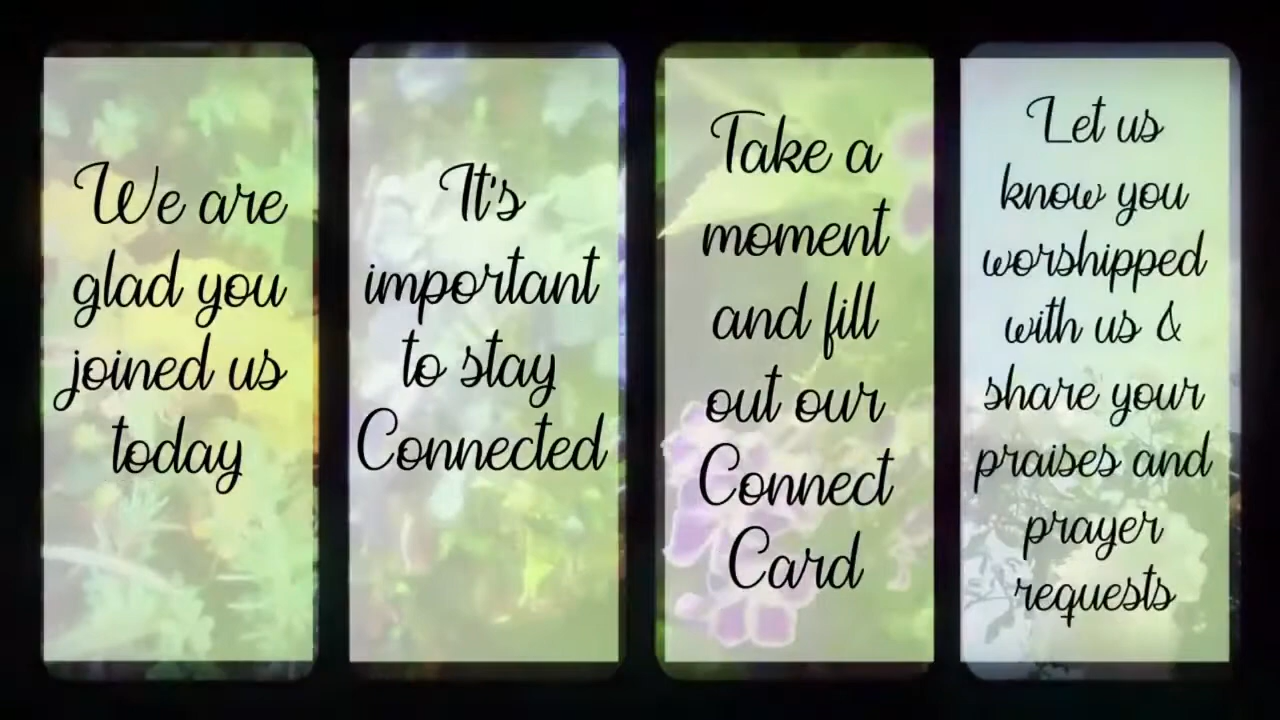 We are
glad you
joined us
today
It's
important
to stay
Connected
Take a
moment
and fill
out our
Connect
Card
Let us
know you
worshipped
with us &
share your
praises and
prayer
requests